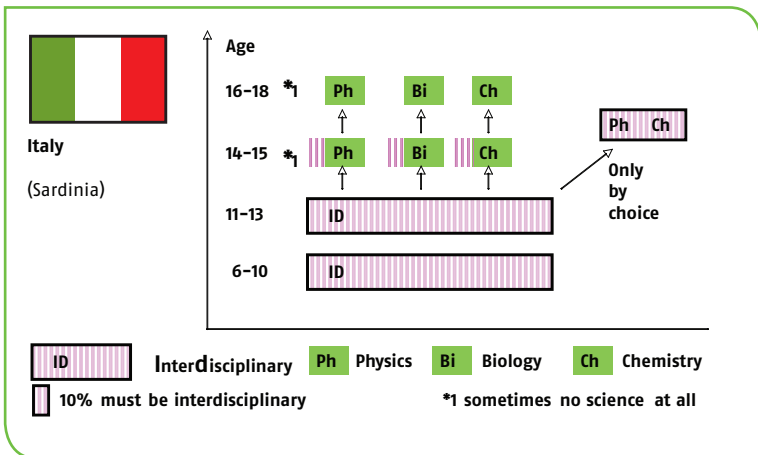 Italy
(Sardinia)
Age
16–18 *1 Ph Bi Ch
Ph Ch
14–15 *1 Ph Bi Ch
Only
by
choice
11–13 ID
6–10 ID
ID Interdisciplinary Ph Physics Bi Biology Ch Chemistry
10% must be interdisciplinary *1 sometimes no science at all